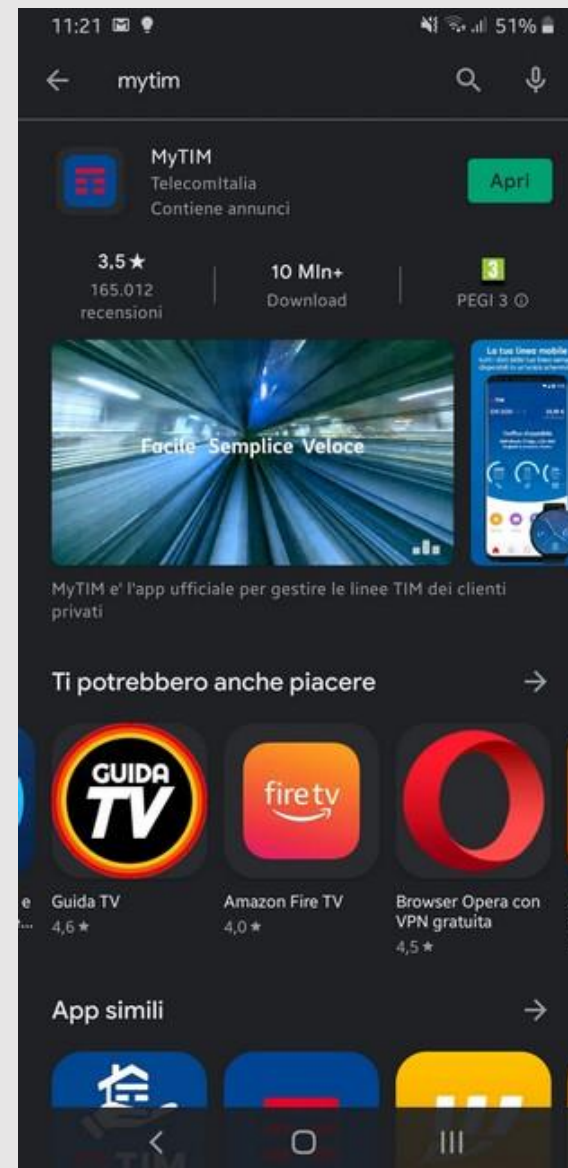 11:21
51%
mytim
MyTIM
TelecomItalia
Contiene annunci
Apri
3,5★
165.012
recensioni
10 Mln+
Download
3
PEGI 3
Facile Semplice Veloce
La tua linea mobile
MyTIM e' l'app ufficiale per gestire le linee TIM dei clienti
privati
Ti potrebbero anche piacere
GUIDA
TV
fire tv
e
Guida TV
4,6★
Amazon Fire TV
4,0★
Browser Opera con
VPN gratuita
4,5★
App simili
TIM